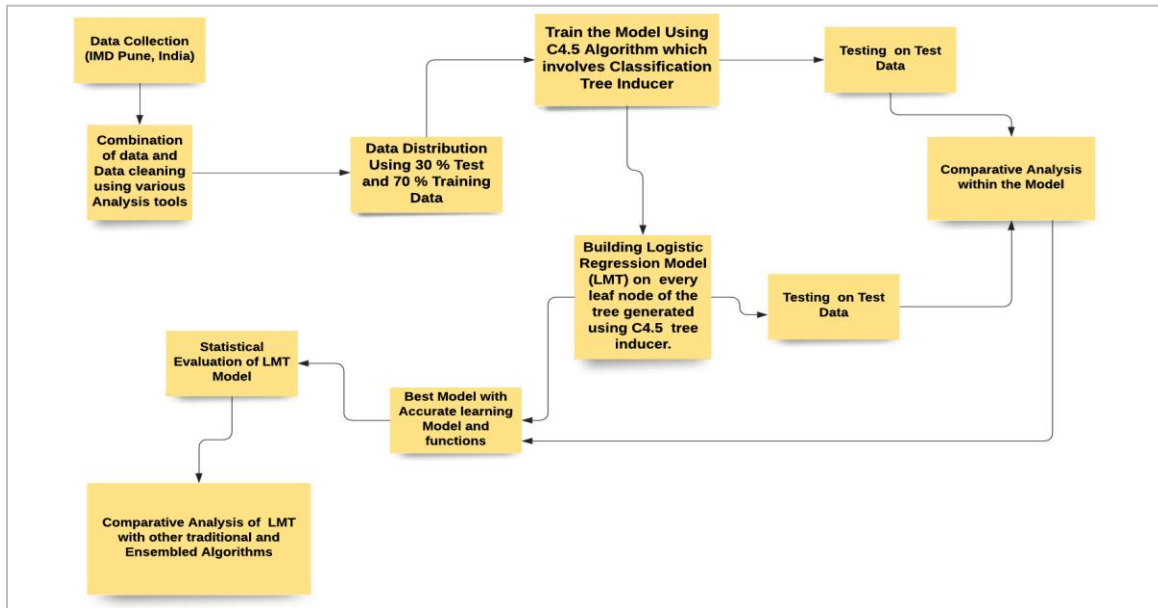 Data Collection
(IMD Pune, India)
Combination
of data and
Data cleaning
using various
Analysis tools
Data Distribution
Using 30 % Test
and 70 % Training
Data
Train the Model Using
C4.5 Algorithm which
involves Classification
Tree Inducer
Testing on Test
Data
Comparative Analysis
within the Model
Building Logistic
Regression Model
(LMT) on every
leaf node of the
tree generated
using C4.5 tree
inducer.
Testing on Test
Data
Best Model with
Accurate learning
Model and
functions
Statistical
Evaluation of LMT
Model
Comparative Analysis of LMT
with other traditional and
Ensembled Algorithms